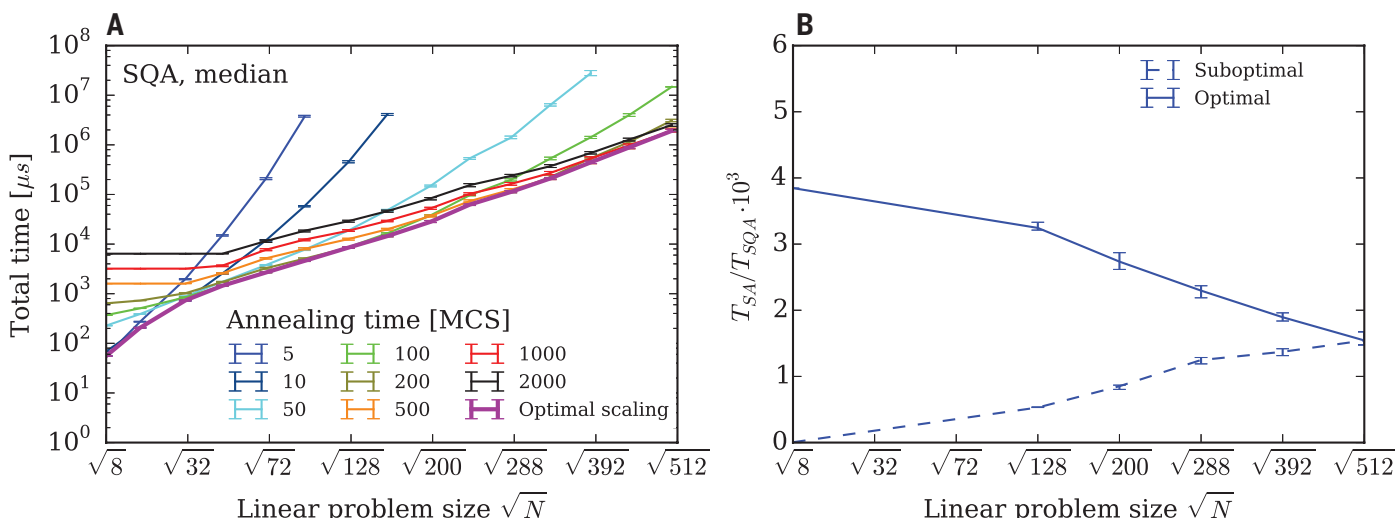 A
SQA, median
Total time [μs]
10^8
10^7
10^6
10^5
10^4
10^3
10^2
10^1
10^0
Annealing time [MCS]
5 100 1000
10 200 2000
50 500 Optimal scaling
√8 √32 √72 √128 √200 √288 √392 √512
Linear problem size √N
B
Suboptimal
Optimal
T_SA/T_SQA·10^3
6
5
4
3
2
1
0
√8 √32 √72 √128 √200 √288 √392 √512
Linear problem size √N